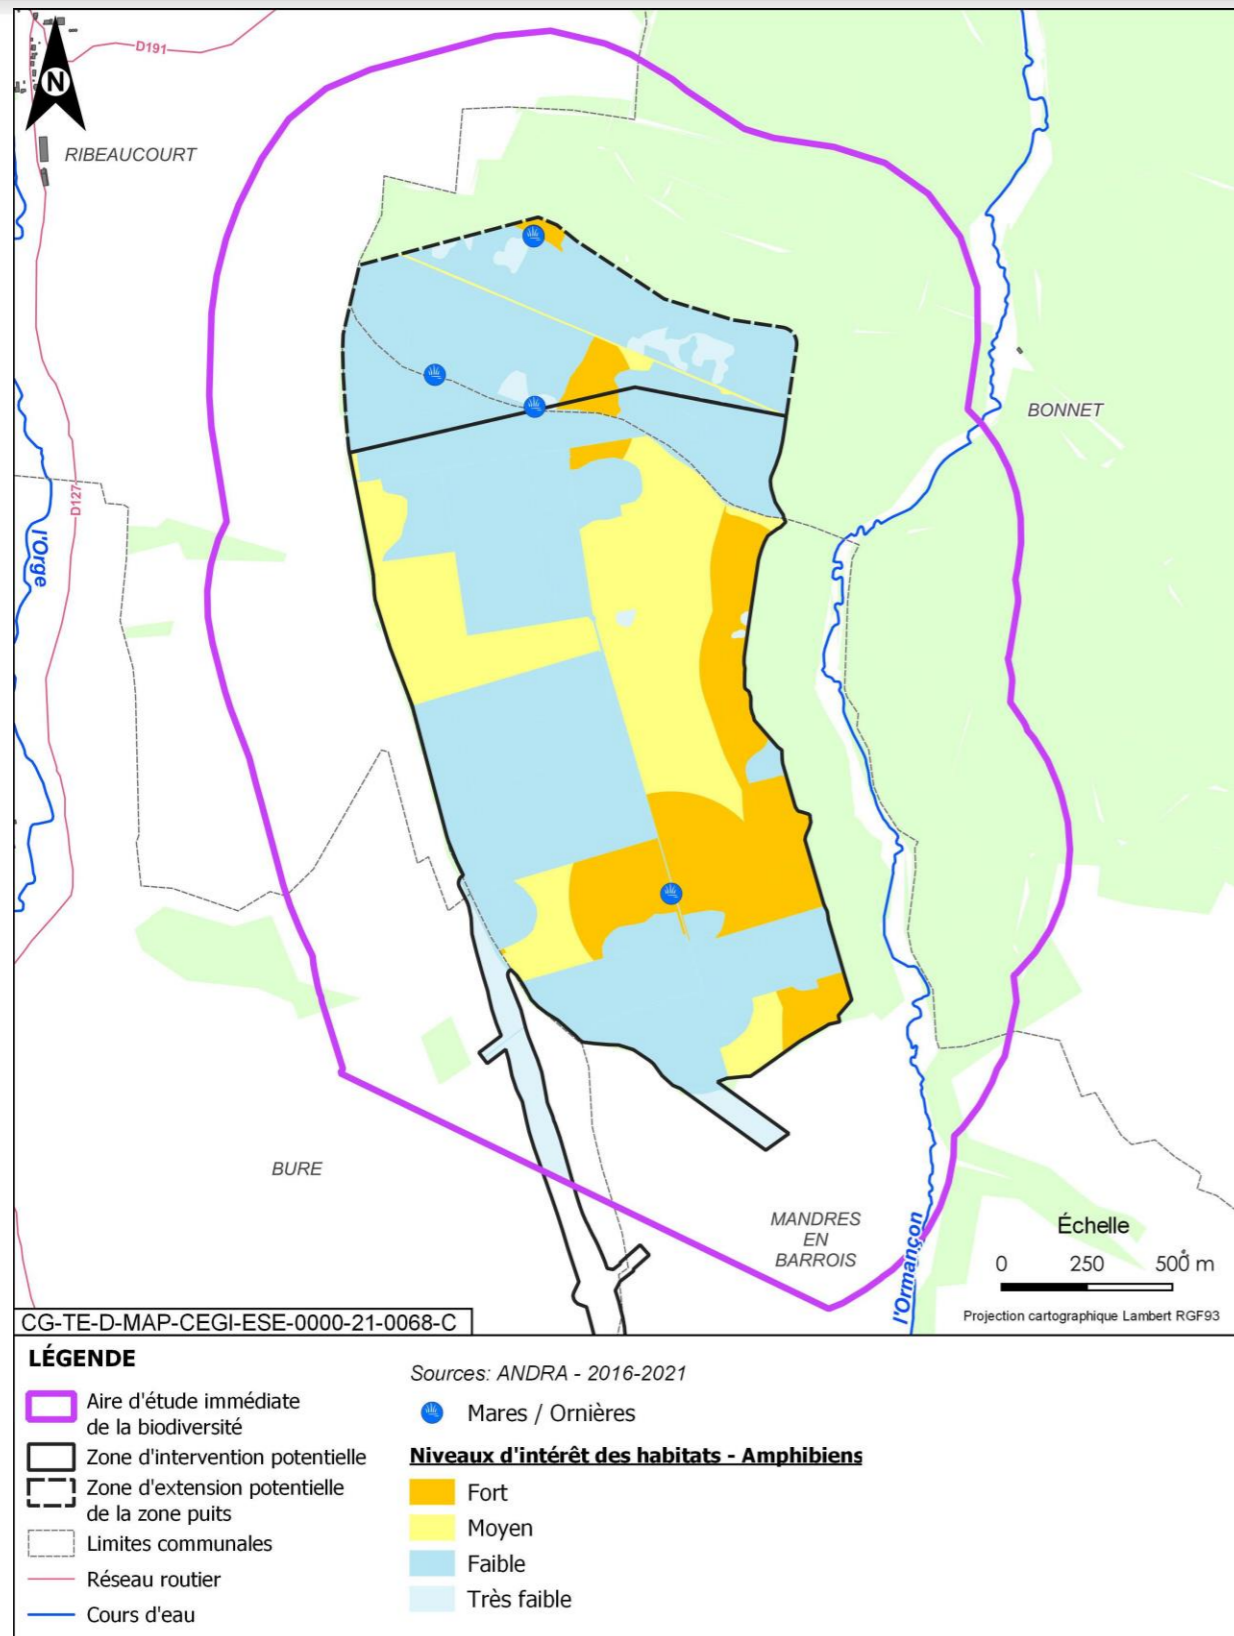 D191
N
RIBEAUCOURT
BONNET
D127
l'Orge
BURE
MANDRES
EN
BARROIS
l'Ormançon
Échelle
0 250 500 m
Projection cartographique Lambert RGF93
CG-TE-D-MAP-CEGI-ESE-0000-21-0068-C
LÉGENDE
Aire d'étude immédiate
de la biodiversité
Zone d'intervention potentielle
Zone d'extension potentielle
de la zone puits
Limites communales
Réseau routier
Cours d'eau
Sources: ANDRA - 2016-2021
Mares / Ornières
Niveaux d'intérêt des habitats - Amphibiens
Fort
Moyen
Faible
Très faible